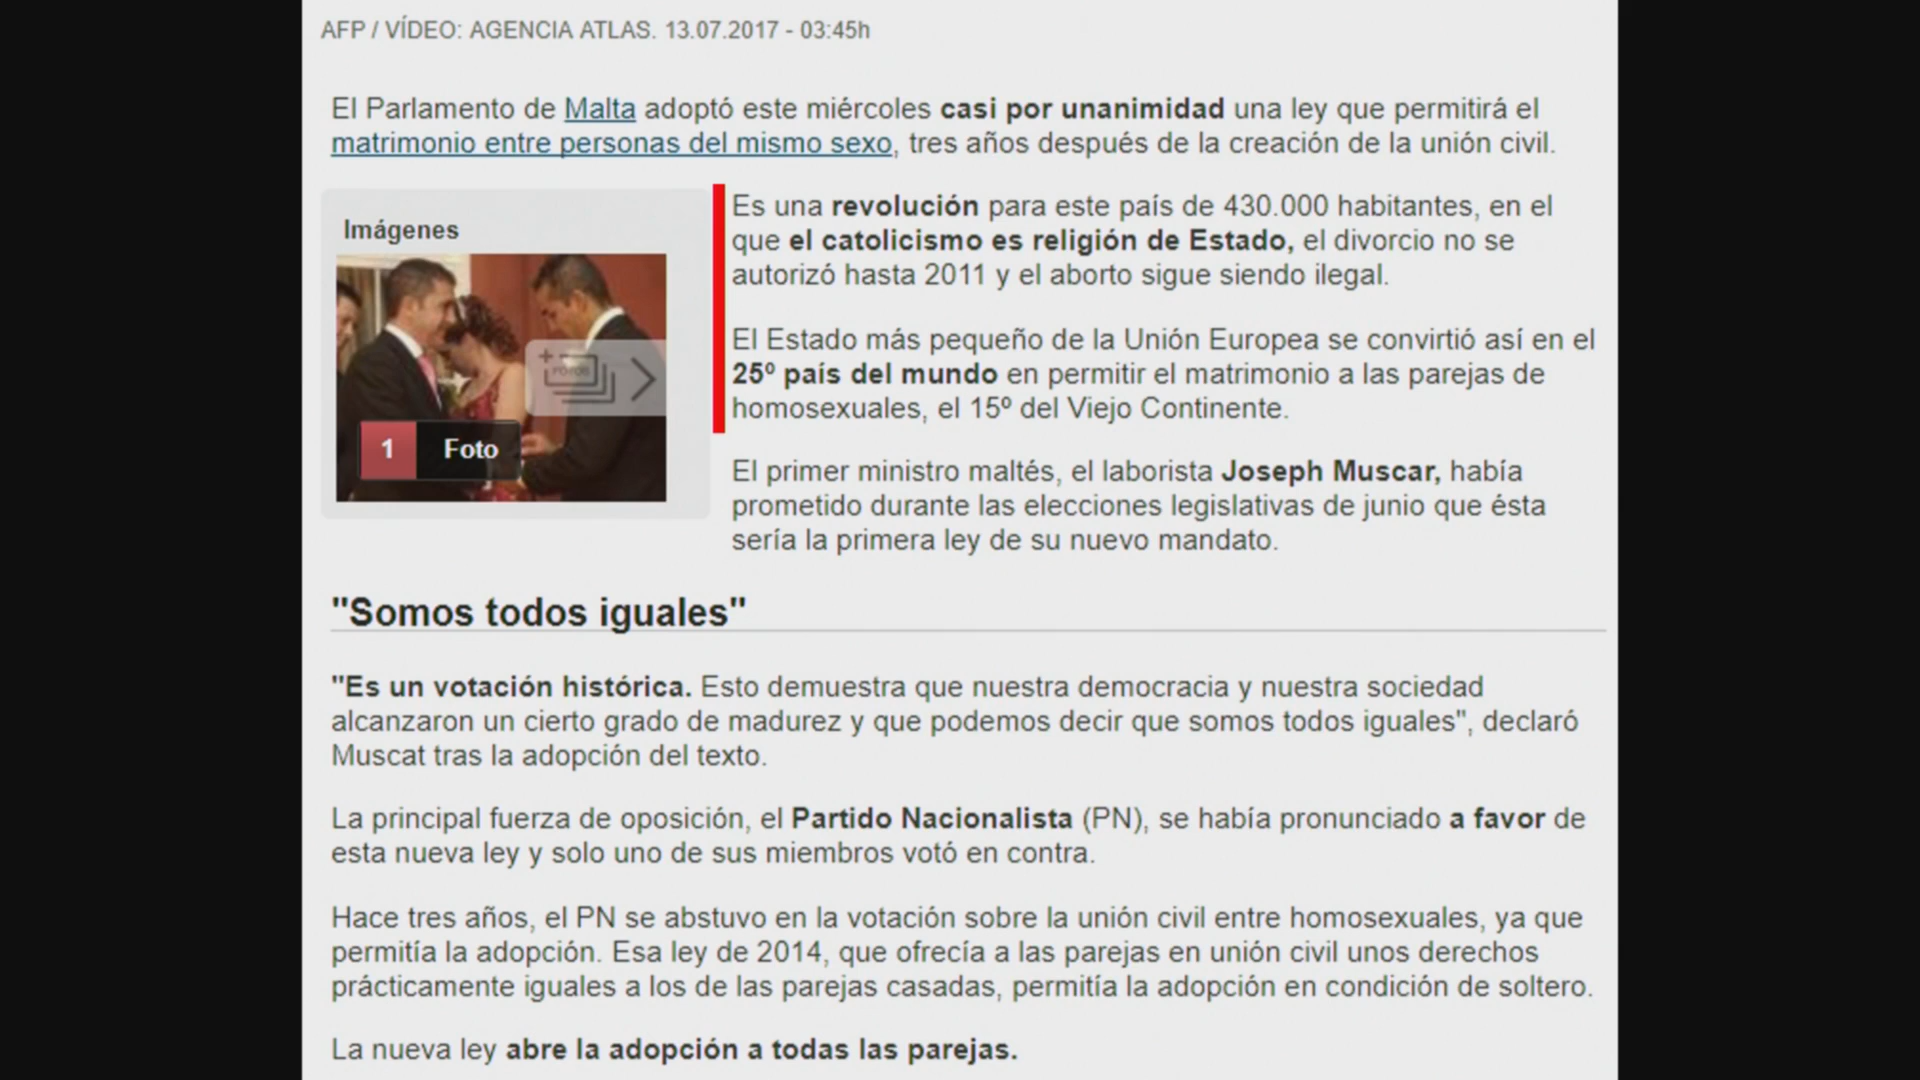 AFP / VÍDEO: AGENCIA ATLAS. 13.07.2017 - 03:45h
El Parlamento de Malta adoptó este miércoles casi por unanimidad una ley que permitirá el
matrimonio entre personas del mismo sexo, tres años después de la creación de la unión civil.
Imágenes
FOTOS
1 Foto
Es una revolución para este país de 430.000 habitantes, en el
que el catolicismo es religión de Estado, el divorcio no se
autorizó hasta 2011 y el aborto sigue siendo ilegal.
El Estado más pequeño de la Unión Europea se convirtió así en el
25º país del mundo en permitir el matrimonio a las parejas de
homosexuales, el 15º del Viejo Continente.
El primer ministro maltés, el laborista Joseph Muscar, había
prometido durante las elecciones legislativas de junio que ésta
sería la primera ley de su nuevo mandato.
"Somos todos iguales"
"Es un votación histórica. Esto demuestra que nuestra democracia y nuestra sociedad
alcanzaron un cierto grado de madurez y que podemos decir que somos todos iguales", declaró
Muscat tras la adopción del texto.
La principal fuerza de oposición, el Partido Nacionalista (PN), se había pronunciado a favor de
esta nueva ley y solo uno de sus miembros votó en contra.
Hace tres años, el PN se abstuvo en la votación sobre la unión civil entre homosexuales, ya que
permitía la adopción. Esa ley de 2014, que ofrecía a las parejas en unión civil unos derechos
prácticamente iguales a los de las parejas casadas, permitía la adopción en condición de soltero.
La nueva ley abre la adopción a todas las parejas.